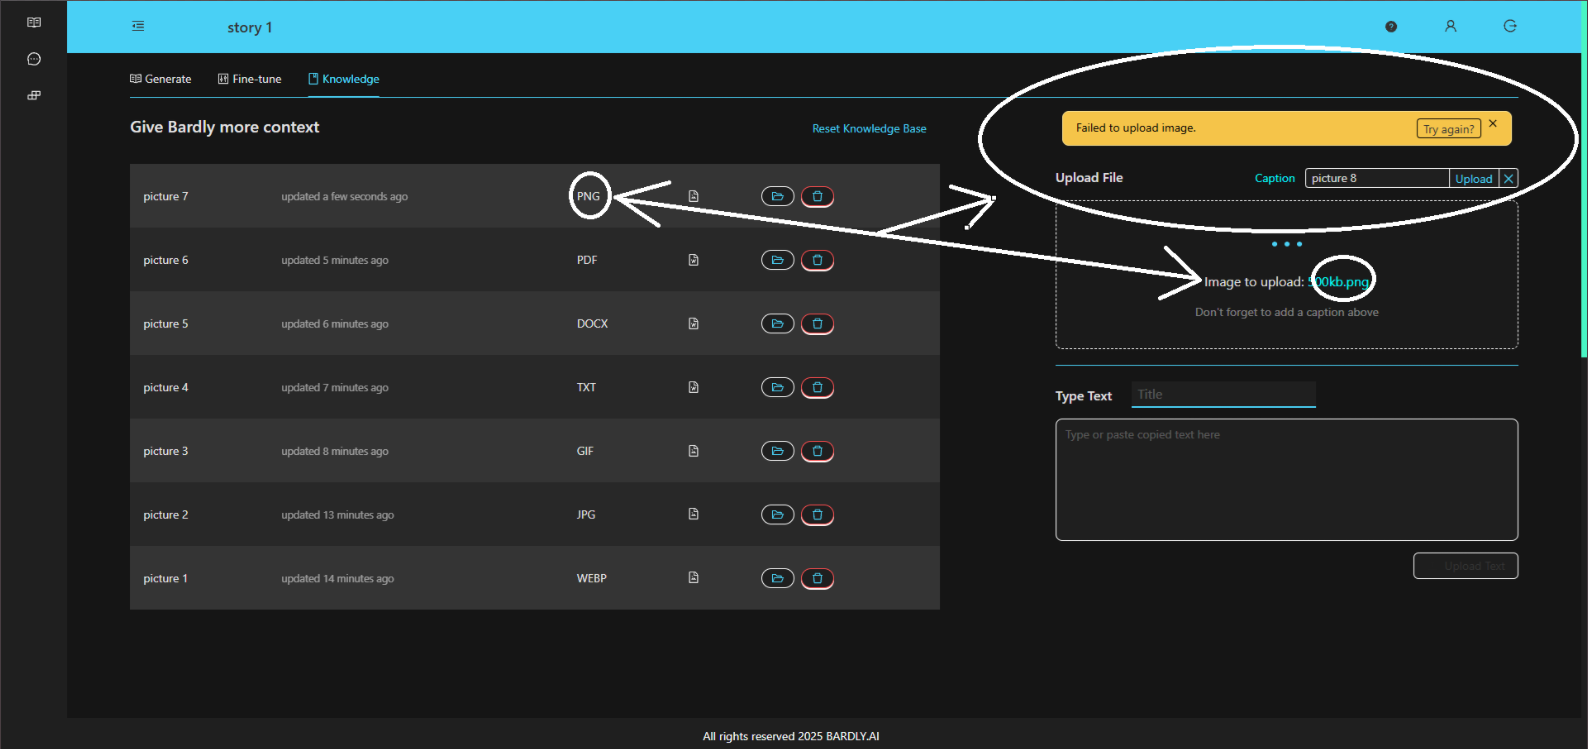 story 1
Generate Fine-tune Knowledge
Give Bardly more context
Reset Knowledge Base
picture 7 updated a few seconds ago PNG
picture 6 updated 5 minutes ago PDF
picture 5 updated 6 minutes ago DOCX
picture 4 updated 7 minutes ago TXT
picture 3 updated 8 minutes ago GIF
picture 2 updated 13 minutes ago JPG
picture 1 updated 14 minutes ago WEBP
Failed to upload image. Try again?
Upload File Caption picture 8 Upload
Image to upload: 500kb.png
Don't forget to add a caption above
Type Text Title
Type or paste copied text here
Upload Text
All rights reserved 2025 BARDLY.AI